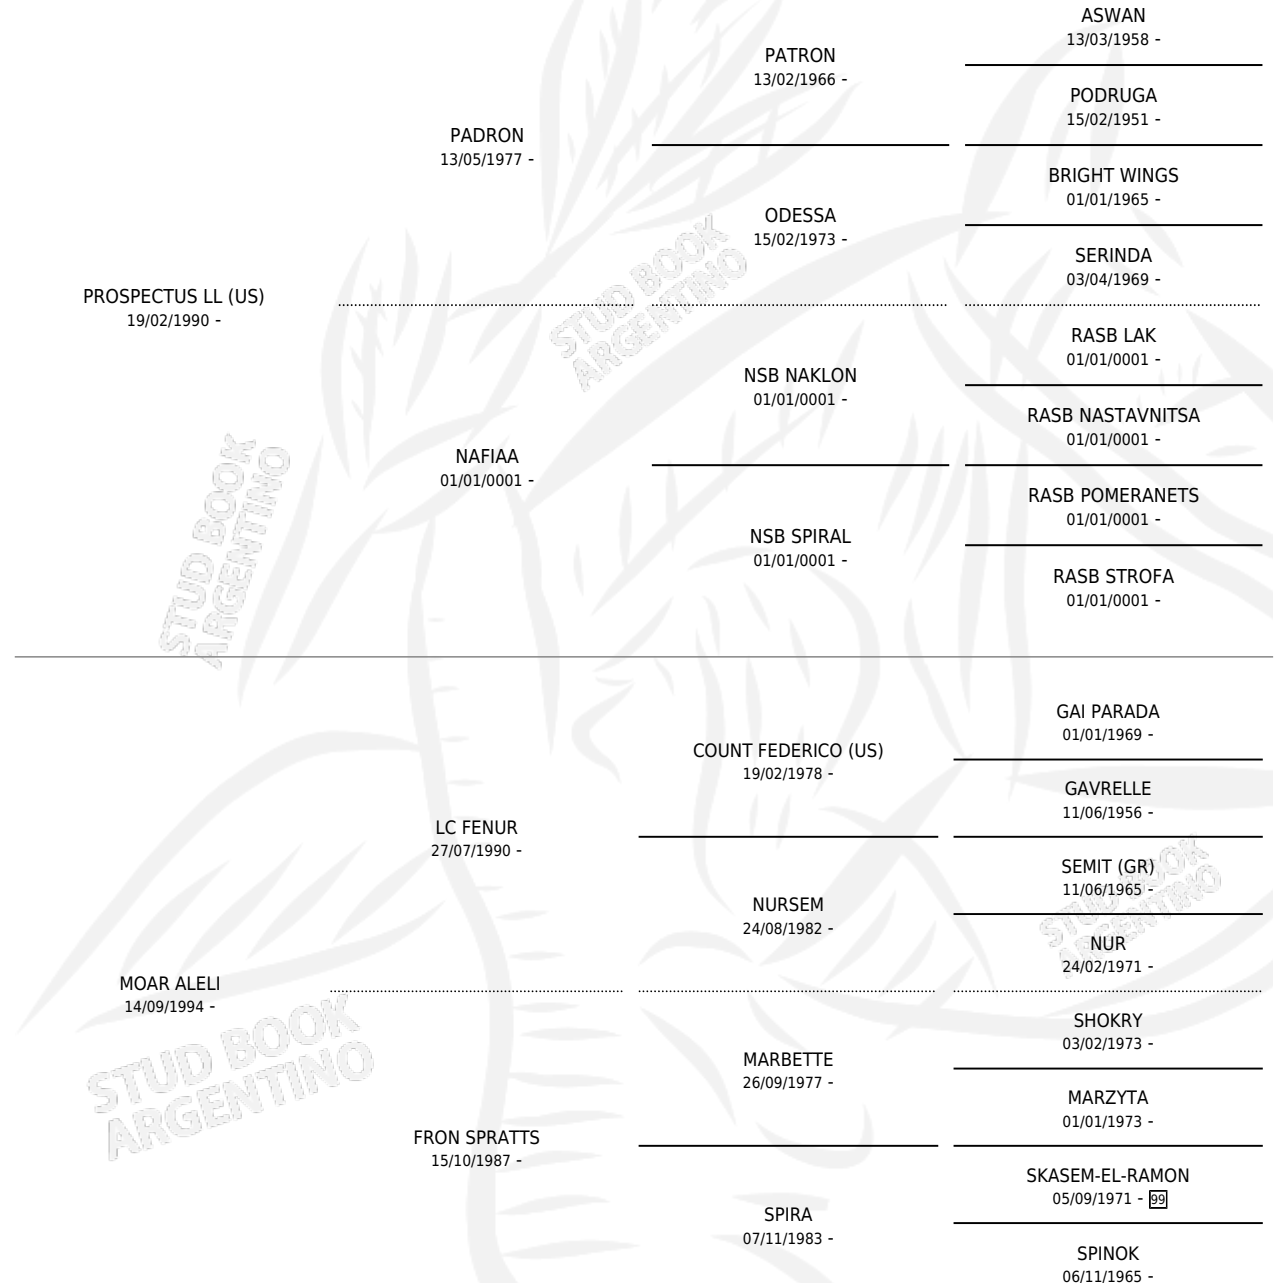 ASWAN
13/03/1958 -
PATRON
13/02/1966 -
PODRUGA
15/02/1951 -
PADRON
13/05/1977 -
BRIGHT WINGS
01/01/1965 -
ODESSA
15/02/1973 -
SERINDA
03/04/1969 -
PROSPECTUS LL (US)
19/02/1990 -
RASB LAK
01/01/0001 -
NSB NAKLON
01/01/0001 -
RASB NASTAVNITSA
01/01/0001 -
NAFIAA
01/01/0001 -
RASB POMERANETS
01/01/0001 -
NSB SPIRAL
01/01/0001 -
RASB STROFA
01/01/0001 -
GAI PARADA
01/01/1969 -
COUNT FEDERICO (US)
19/02/1978 -
GAVRELLE
11/06/1956 -
LC FENUR
27/07/1990 -
SEMIT (GR)
11/06/1965 -
NURSEM
24/08/1982 -
NUR
24/02/1971 -
MOAR ALELI
14/09/1994 -
SHOKRY
03/02/1973 -
MARBETTE
26/09/1977 -
MARZYTA
01/01/1973 -
FRON SPRATTS
15/10/1987 -
SKASEM-EL-RAMON
05/09/1971 - 99
SPIRA
07/11/1983 -
SPINOK
06/11/1965 -
STUD BOOK
ARGENTINO
STUD BOOK
ARGENTINO
STUD BOOK
ARGENTINO
STUD BOOK
ARGENTINO